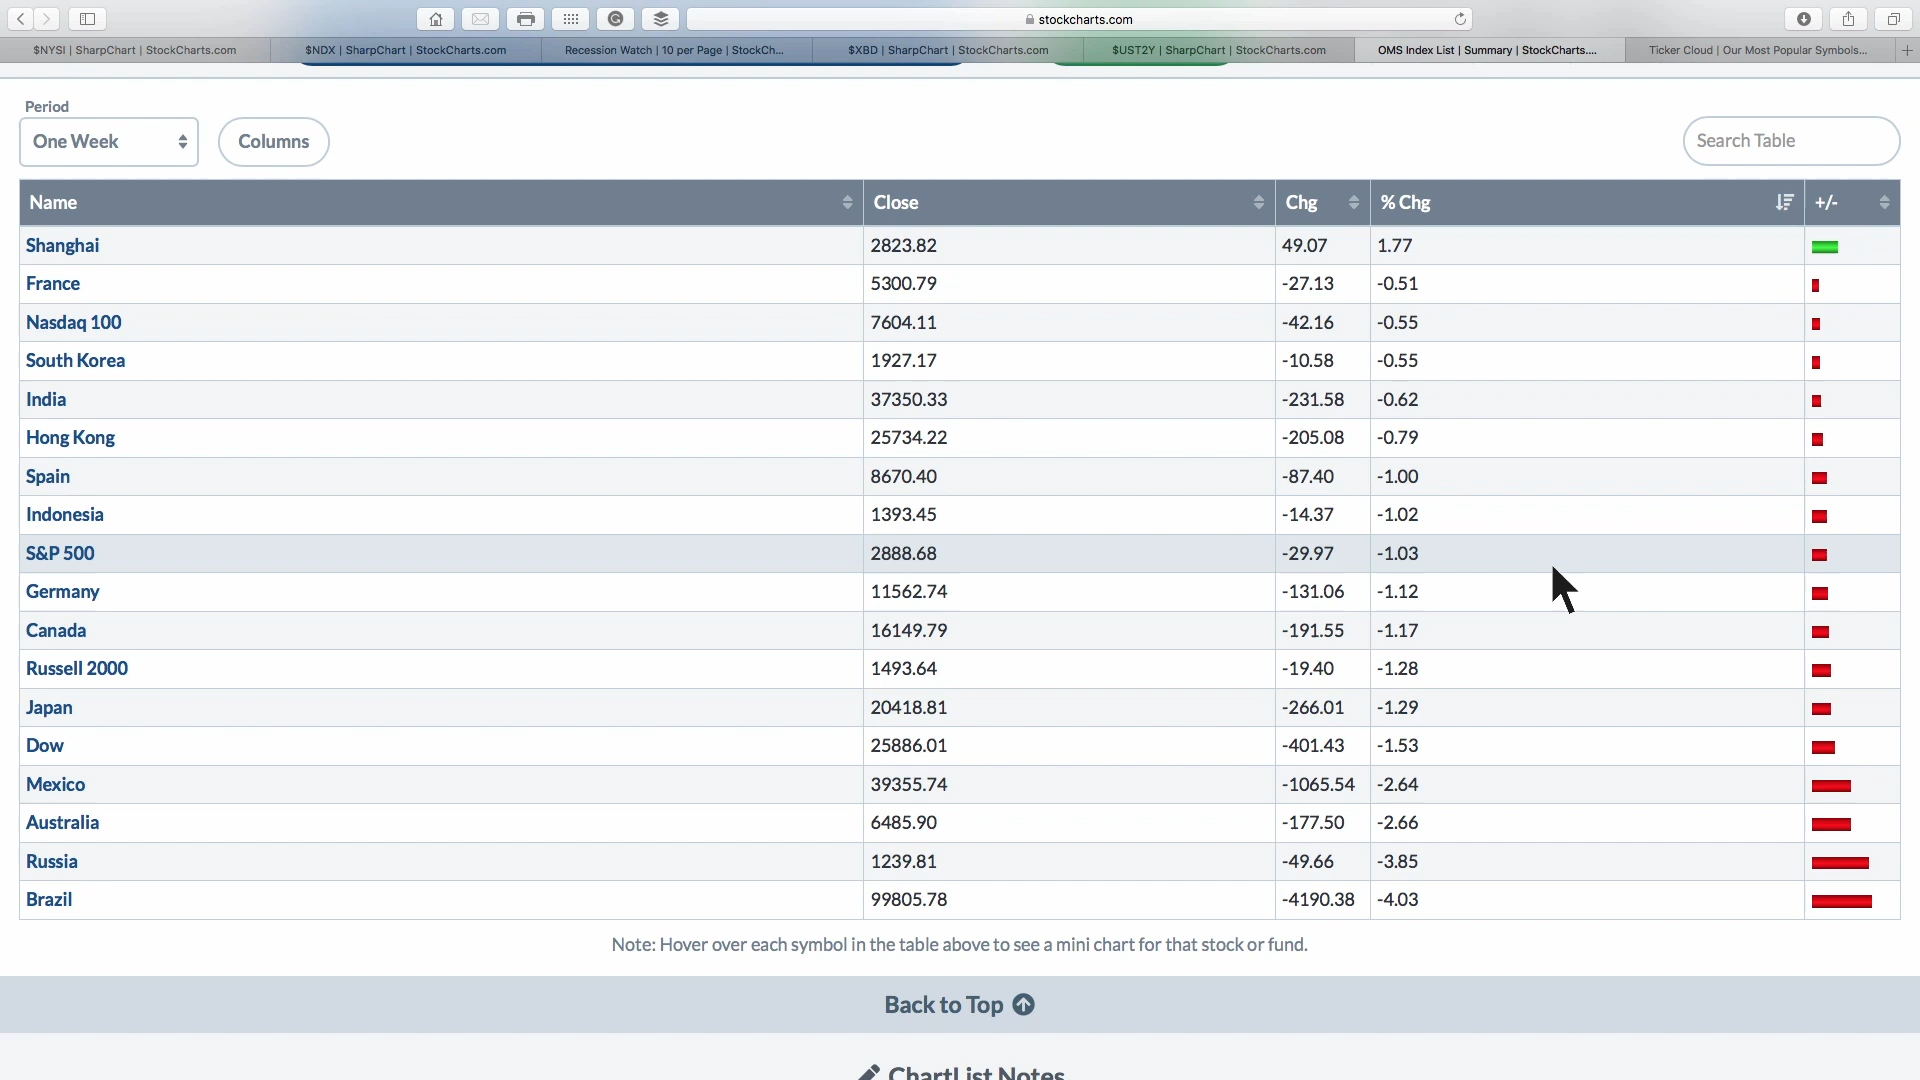 stockcharts.com
$NYSI | SharpChart | StockCharts.com
$NDX | SharpChart | StockCharts.com
Recession Watch | 10 per Page | StockCh...
$XBD | SharpChart | StockCharts.com
$UST2Y | SharpChart | StockCharts.com
OMS Index List | Summary | StockCharts....
Ticker Cloud | Our Most Popular Symbols...
Period
One Week
Columns
Search Table
Name Close Chg % Chg +/-
Shanghai 2823.82 49.07 1.77
France 5300.79 -27.13 -0.51
Nasdaq 100 7604.11 -42.16 -0.55
South Korea 1927.17 -10.58 -0.55
India 37350.33 -231.58 -0.62
Hong Kong 25734.22 -205.08 -0.79
Spain 8670.40 -87.40 -1.00
Indonesia 1393.45 -14.37 -1.02
S&P 500 2888.68 -29.97 -1.03
Germany 11562.74 -131.06 -1.12
Canada 16149.79 -191.55 -1.17
Russell 2000 1493.64 -19.40 -1.28
Japan 20418.81 -266.01 -1.29
Dow 25886.01 -401.43 -1.53
Mexico 39355.74 -1065.54 -2.64
Australia 6485.90 -177.50 -2.66
Russia 1239.81 -49.66 -3.85
Brazil 99805.78 -4190.38 -4.03
Note: Hover over each symbol in the table above to see a mini chart for that stock or fund.
Back to Top
ChartList Notes